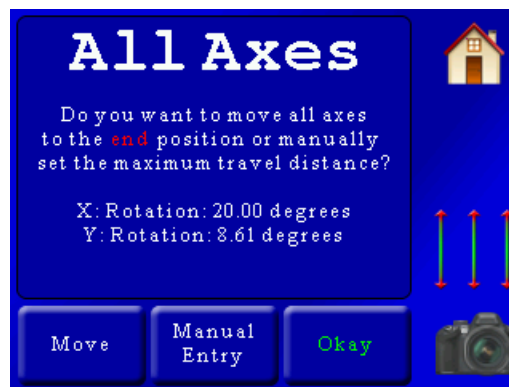 All Axes
Do you want to move all axes
to the end position or manually
set the maximum travel distance?
X: Rotation: 20.00 degrees
Y: Rotation: 8.61 degrees
Move
Manual
Entry
Okay